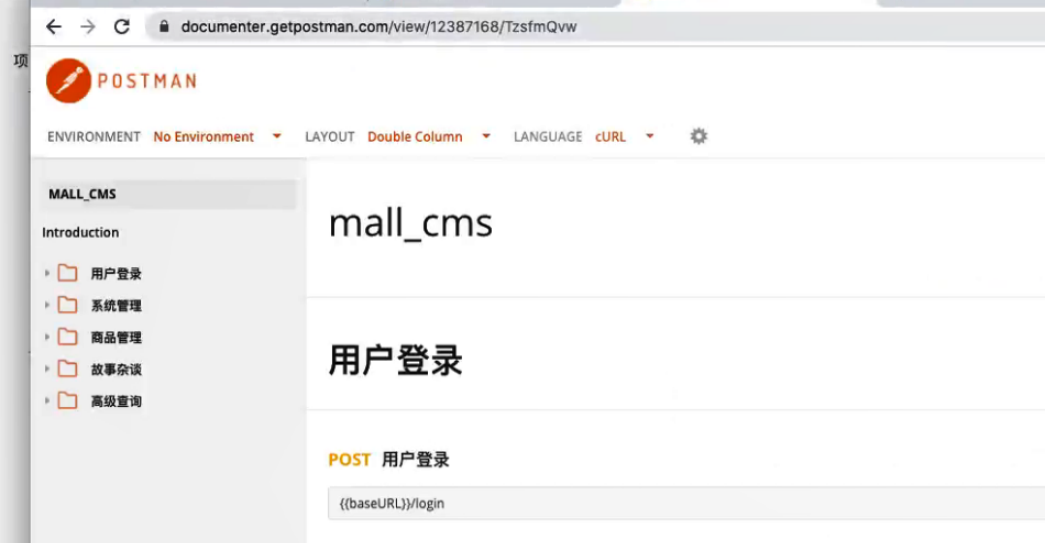 documenter.getpostman.com/view/12387168/TzsfmQvw
项
POSTMAN
ENVIRONMENT No Environment LAYOUT Double Column LANGUAGE cURL
MALL_CMS
Introduction
用户登录
系统管理
商品管理
故事杂谈
高级查询
mall_cms
用户登录
POST 用户登录
{{baseURL}}/login